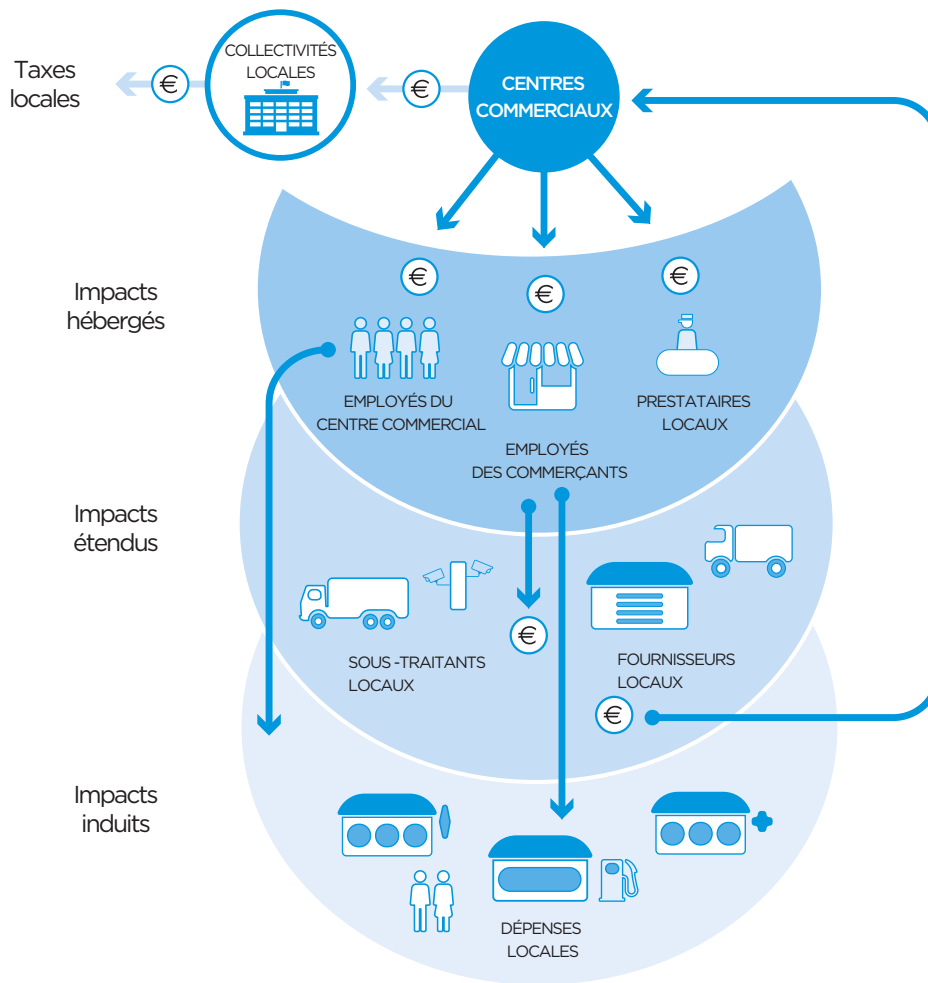 Taxes
locales
€
COLLECTIVITÉS
LOCALES
€
CENTRES
COMMERCIAUX
Impacts
hébergés
€
€
€
EMPLOYÉS DU
CENTRE COMMERCIAL
EMPLOYÉS
DES COMMERÇANTS
PRESTATAIRES
LOCAUX
Impacts
étendus
SOUS -TRAITANTS
LOCAUX
€
FOURNISSEURS
LOCAUX
€
Impacts
induits
DÉPENSES
LOCALES